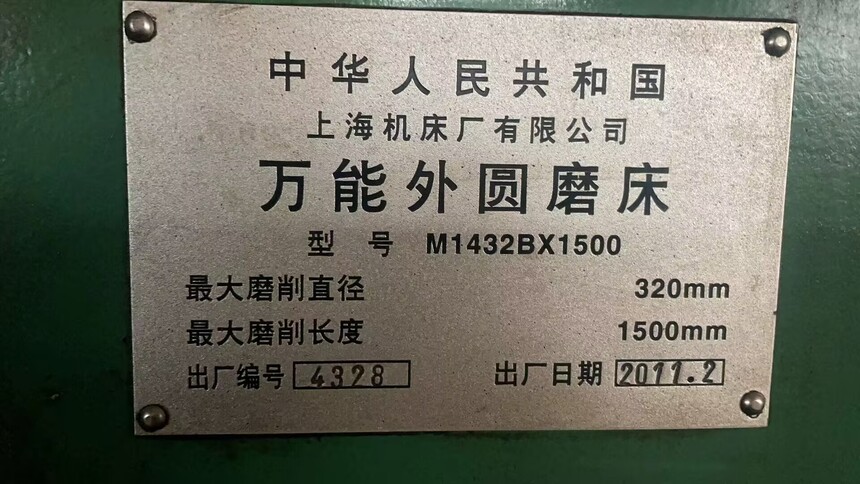 中华人民共和国
上海机床厂有限公司
万能外圆磨床
型 号 M1432BX1500
最大磨削直径 320mm
最大磨削长度 1500mm
出厂编号 4328 出厂日期 2011.2